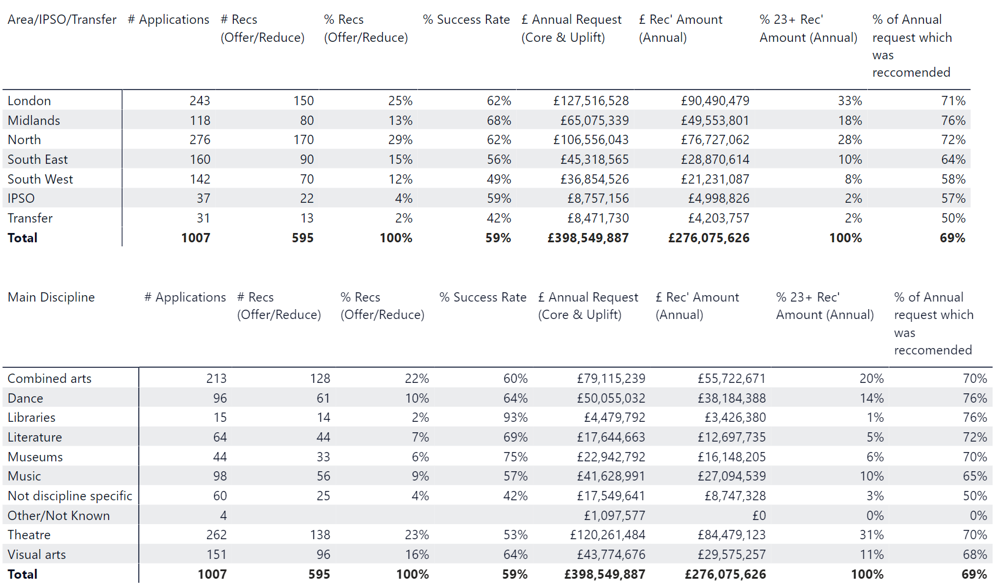 Area/IPSO/Transfer # Applications # Recs % Recs % Success Rate £ Annual Request £ Rec' Amount % 23+ Rec' % of Annual
(Offer/Reduce) (Offer/Reduce) (Core & Uplift) (Annual) Amount (Annual) request which
was
reccomended
London 243 150 25% 62% £127,516,528 £90,490,479 33% 71%
Midlands 118 80 13% 68% £65,075,339 £49,553,801 18% 76%
North 276 170 29% 62% £106,556,043 £76,727,062 28% 72%
South East 160 90 15% 56% £45,318,565 £28,870,614 10% 64%
South West 142 70 12% 49% £36,854,526 £21,231,087 8% 58%
IPSO 37 22 4% 59% £8,757,156 £4,998,826 2% 57%
Transfer 31 13 2% 42% £8,471,730 £4,203,757 2% 50%
Total 1007 595 100% 59% £398,549,887 £276,075,626 100% 69%
Main Discipline # Applications # Recs % Recs % Success Rate £ Annual Request £ Rec' Amount % 23+ Rec' % of Annual
(Offer/Reduce) (Offer/Reduce) (Core & Uplift) (Annual) Amount (Annual) request which
was
reccomended
Combined arts 213 128 22% 60% £79,115,239 £55,722,671 20% 70%
Dance 96 61 10% 64% £50,055,032 £38,184,388 14% 76%
Libraries 15 14 2% 93% £4,479,792 £3,426,380 1% 76%
Literature 64 44 7% 69% £17,644,663 £12,697,735 5% 72%
Museums 44 33 6% 75% £22,942,792 £16,148,205 6% 70%
Music 98 56 9% 57% £41,628,991 £27,094,539 10% 65%
Not discipline specific 60 25 4% 42% £17,549,641 £8,747,328 3% 50%
Other/Not Known 4 £1,097,577 £0 0% 0%
Theatre 262 138 23% 53% £120,261,484 £84,479,123 31% 70%
Visual arts 151 96 16% 64% £43,774,676 £29,575,257 11% 68%
Total 1007 595 100% 59% £398,549,887 £276,075,626 100% 69%